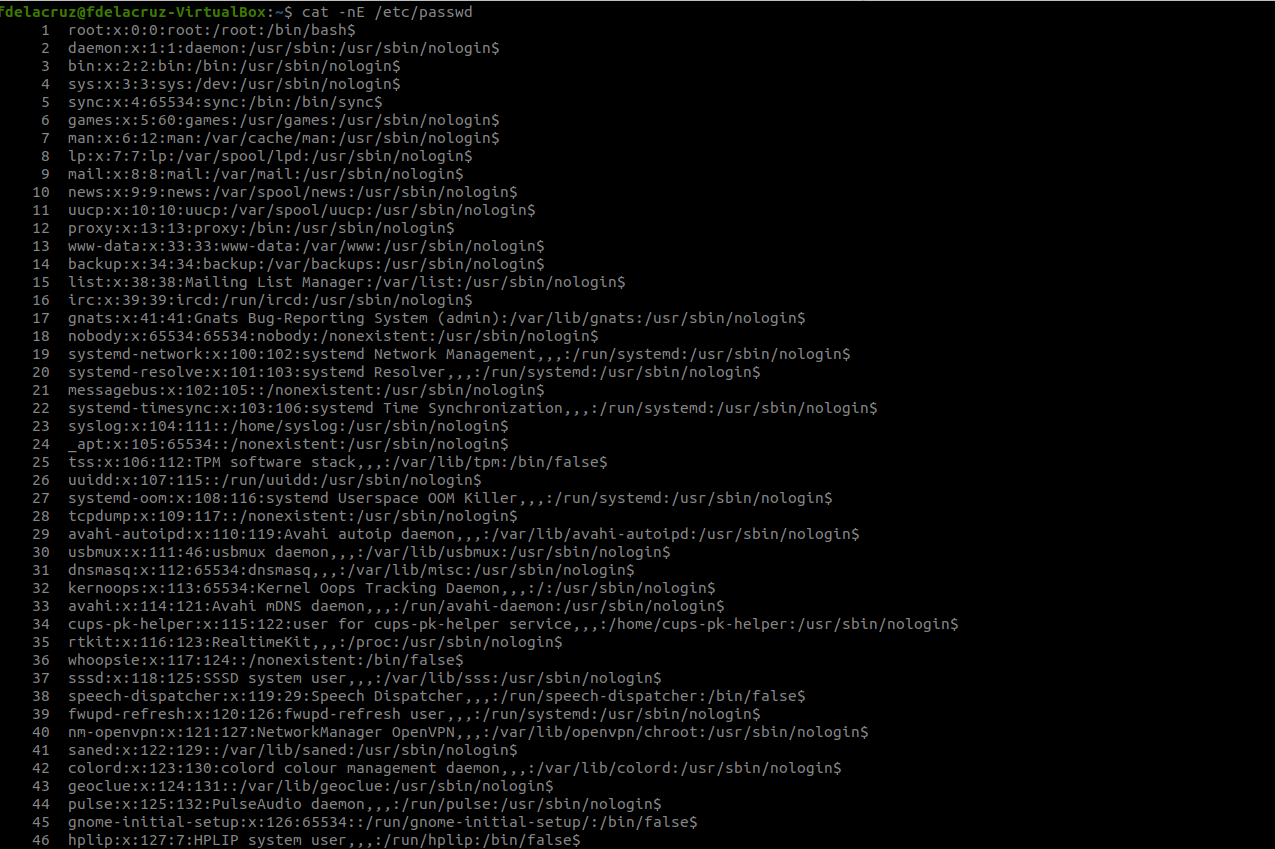 fdelacruz@fdelacruz-VirtualBox:~$ cat -nE /etc/passwd
     1  root:x:0:0:root:/root:/bin/bash$
     2  daemon:x:1:1:daemon:/usr/sbin:/usr/sbin/nologin$
     3  bin:x:2:2:bin:/bin:/usr/sbin/nologin$
     4  sys:x:3:3:sys:/dev:/usr/sbin/nologin$
     5  sync:x:4:65534:sync:/bin:/bin/sync$
     6  games:x:5:60:games:/usr/games:/usr/sbin/nologin$
     7  man:x:6:12:man:/var/cache/man:/usr/sbin/nologin$
     8  lp:x:7:7:lp:/var/spool/lpd:/usr/sbin/nologin$
     9  mail:x:8:8:mail:/var/mail:/usr/sbin/nologin$
    10  news:x:9:9:news:/var/spool/news:/usr/sbin/nologin$
    11  uucp:x:10:10:uucp:/var/spool/uucp:/usr/sbin/nologin$
    12  proxy:x:13:13:proxy:/bin:/usr/sbin/nologin$
    13  www-data:x:33:33:www-data:/var/www:/usr/sbin/nologin$
    14  backup:x:34:34:backup:/var/backups:/usr/sbin/nologin$
    15  list:x:38:38:Mailing List Manager:/var/list:/usr/sbin/nologin$
    16  irc:x:39:39:ircd:/run/ircd:/usr/sbin/nologin$
    17  gnats:x:41:41:Gnats Bug-Reporting System (admin):/var/lib/gnats:/usr/sbin/nologin$
    18  nobody:x:65534:65534:nobody:/nonexistent:/usr/sbin/nologin$
    19  systemd-network:x:100:102:systemd Network Management,,,:/run/systemd:/usr/sbin/nologin$
    20  systemd-resolve:x:101:103:systemd Resolver,,,:/run/systemd:/usr/sbin/nologin$
    21  messagebus:x:102:105::/nonexistent:/usr/sbin/nologin$
    22  systemd-timesync:x:103:106:systemd Time Synchronization,,,:/run/systemd:/usr/sbin/nologin$
    23  syslog:x:104:111::/home/syslog:/usr/sbin/nologin$
    24  _apt:x:105:65534::/nonexistent:/usr/sbin/nologin$
    25  tss:x:106:112:TPM software stack,,,:/var/lib/tpm:/bin/false$
    26  uuidd:x:107:115::/run/uuidd:/usr/sbin/nologin$
    27  systemd-oom:x:108:116:systemd Userspace OOM Killer,,,:/run/systemd:/usr/sbin/nologin$
    28  tcpdump:x:109:117::/nonexistent:/usr/sbin/nologin$
    29  avahi-autoipd:x:110:119:Avahi autoip daemon,,,:/var/lib/avahi-autoipd:/usr/sbin/nologin$
    30  usbmux:x:111:46:usbmux daemon,,,:/var/lib/usbmux:/usr/sbin/nologin$
    31  dnsmasq:x:112:65534:dnsmasq,,,:/var/lib/misc:/usr/sbin/nologin$
    32  kernoops:x:113:65534:Kernel Oops Tracking Daemon,,,:/:/usr/sbin/nologin$
    33  avahi:x:114:121:Avahi mDNS daemon,,,:/run/avahi-daemon:/usr/sbin/nologin$
    34  cups-pk-helper:x:115:122:user for cups-pk-helper service,,,:/home/cups-pk-helper:/usr/sbin/nologin$
    35  rtkit:x:116:123:RealtimeKit,,,:/proc:/usr/sbin/nologin$
    36  whoopsie:x:117:124::/nonexistent:/bin/false$
    37  sssd:x:118:125:SSSD system user,,,:/var/lib/sss:/usr/sbin/nologin$
    38  speech-dispatcher:x:119:29:Speech Dispatcher,,,:/run/speech-dispatcher:/bin/false$
    39  fwupd-refresh:x:120:126:fwupd-refresh user,,,:/run/systemd:/usr/sbin/nologin$
    40  nm-openvpn:x:121:127:NetworkManager OpenVPN,,,:/var/lib/openvpn/chroot:/usr/sbin/nologin$
    41  saned:x:122:129::/var/lib/saned:/usr/sbin/nologin$
    42  colord:x:123:130:colord colour management daemon,,,:/var/lib/colord:/usr/sbin/nologin$
    43  geoclue:x:124:131::/var/lib/geoclue:/usr/sbin/nologin$
    44  pulse:x:125:132:PulseAudio daemon,,,:/run/pulse:/usr/sbin/nologin$
    45  gnome-initial-setup:x:126:65534::/run/gnome-initial-setup/:/bin/false$
    46  hplip:x:127:7:HPLIP system user,,,:/run/hplip:/bin/false$